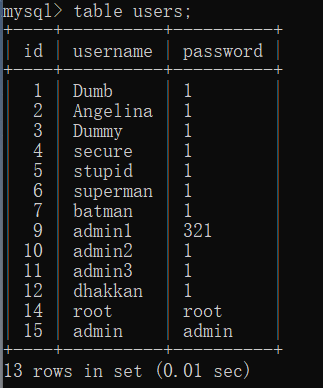 mysql> table users;
+----+----------+----------+
| id | username | password |
+----+----------+----------+
| 1 | Dumb | 1 |
| 2 | Angelina | 1 |
| 3 | Dummy | 1 |
| 4 | secure | 1 |
| 5 | stupid | 1 |
| 6 | superman | 1 |
| 7 | batman | 1 |
| 9 | admin1 | 321 |
| 10 | admin2 | 1 |
| 11 | admin3 | 1 |
| 12 | dhakkan | 1 |
| 14 | root | root |
| 15 | admin | admin |
+----+----------+----------+
13 rows in set (0.01 sec)